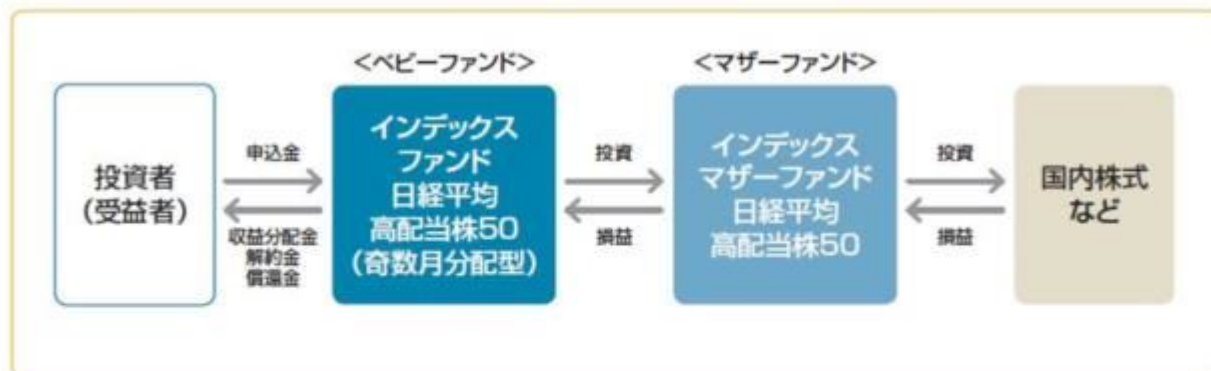 ＜ベビーファンド＞
＜マザーファンド＞
投資者
(受益者)
申込金
収益分配金
解約金
償還金
インデックス
ファンド
日経平均
高配当株50
(奇数月分配型)
投資
損益
インデックス
マザーファンド
日経平均
高配当株50
投資
損益
国内株式
など